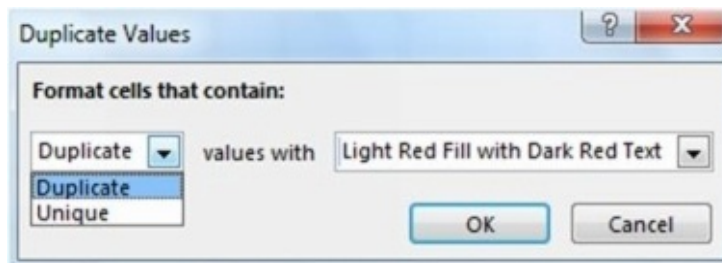 Duplicate Values
?
Format cells that contain:
Duplicate values with Light Red Fill with Dark Red Text
Duplicate
Unique
OK Cancel